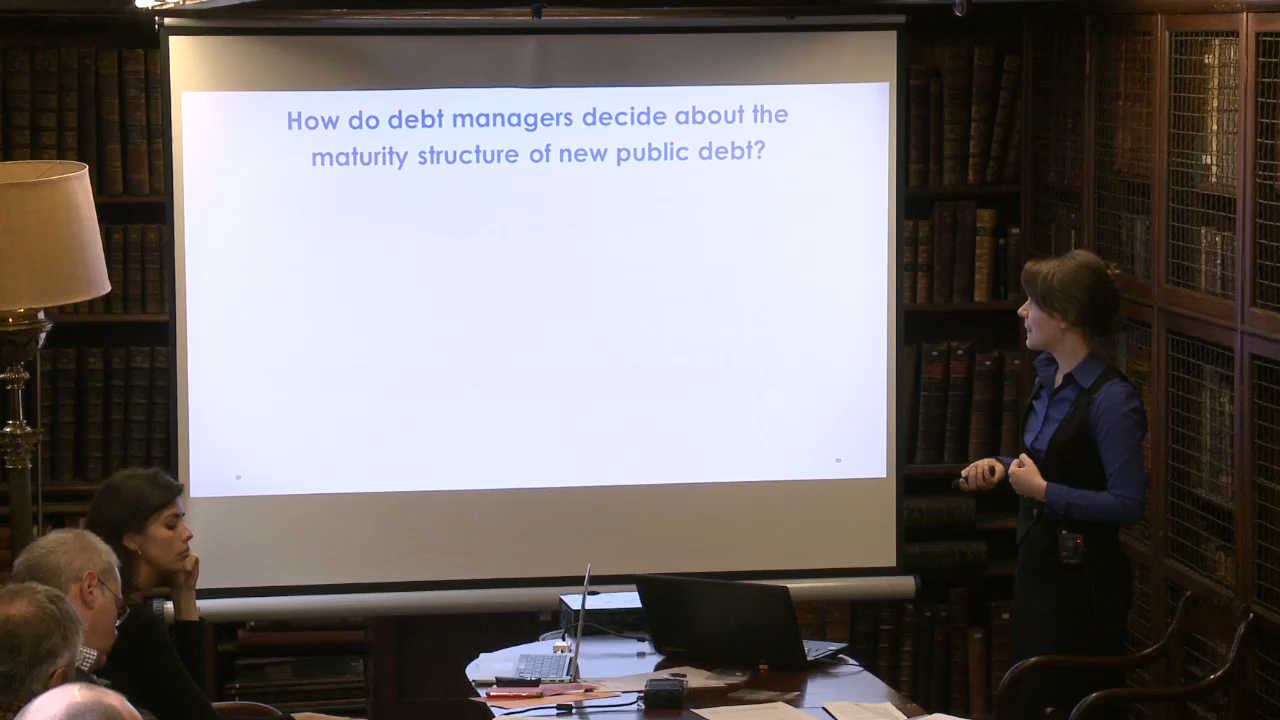 How do debt managers decide about the
maturity structure of new public debt?